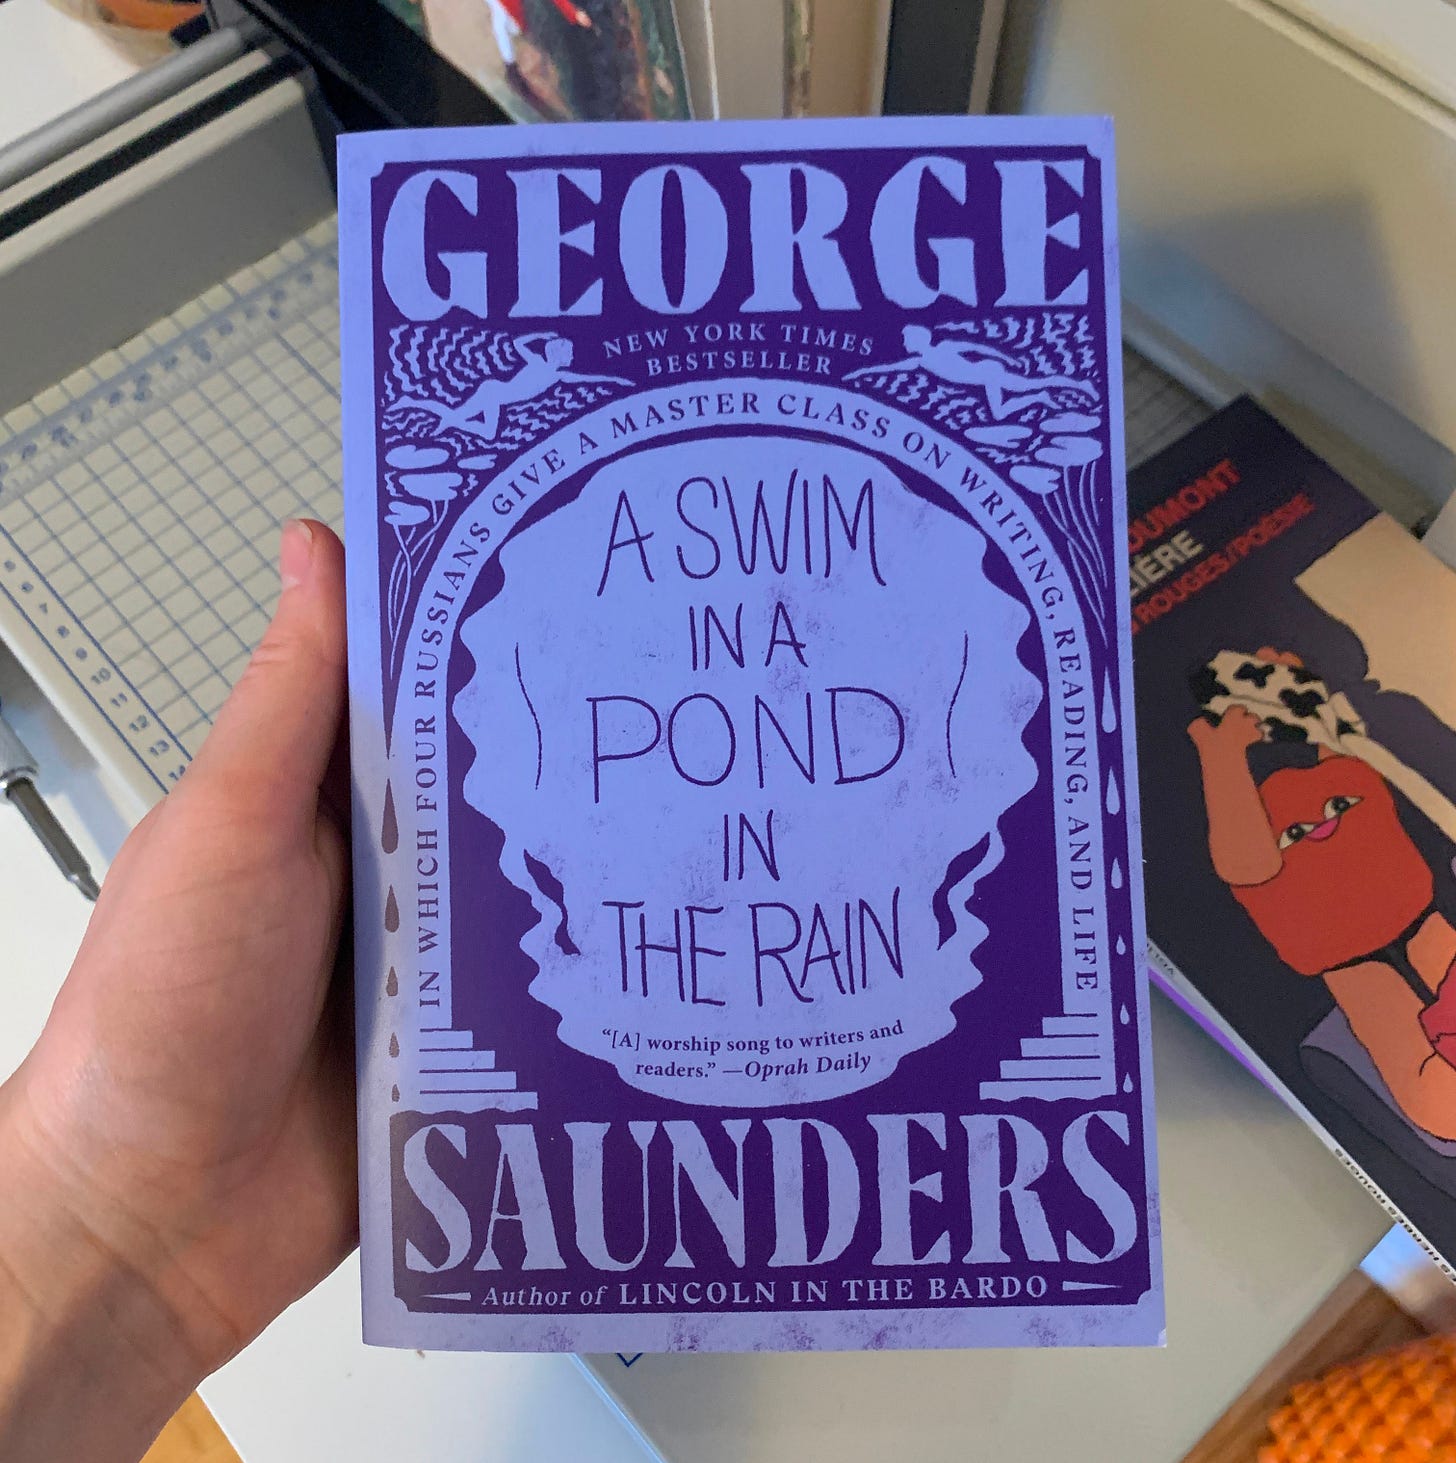 GEORGE
NEW YORK TIMES
BESTSELLER
IN WHICH FOUR RUSSIANS GIVE A MASTER CLASS ON WRITING, READING, AND LIFE
A SWIM
IN A
POND
IN
THE RAIN
“[A] worship song to writers and
readers.” —Oprah Daily
SAUNDERS
Author of LINCOLN IN THE BARDO
ROUGES/POÉSIE